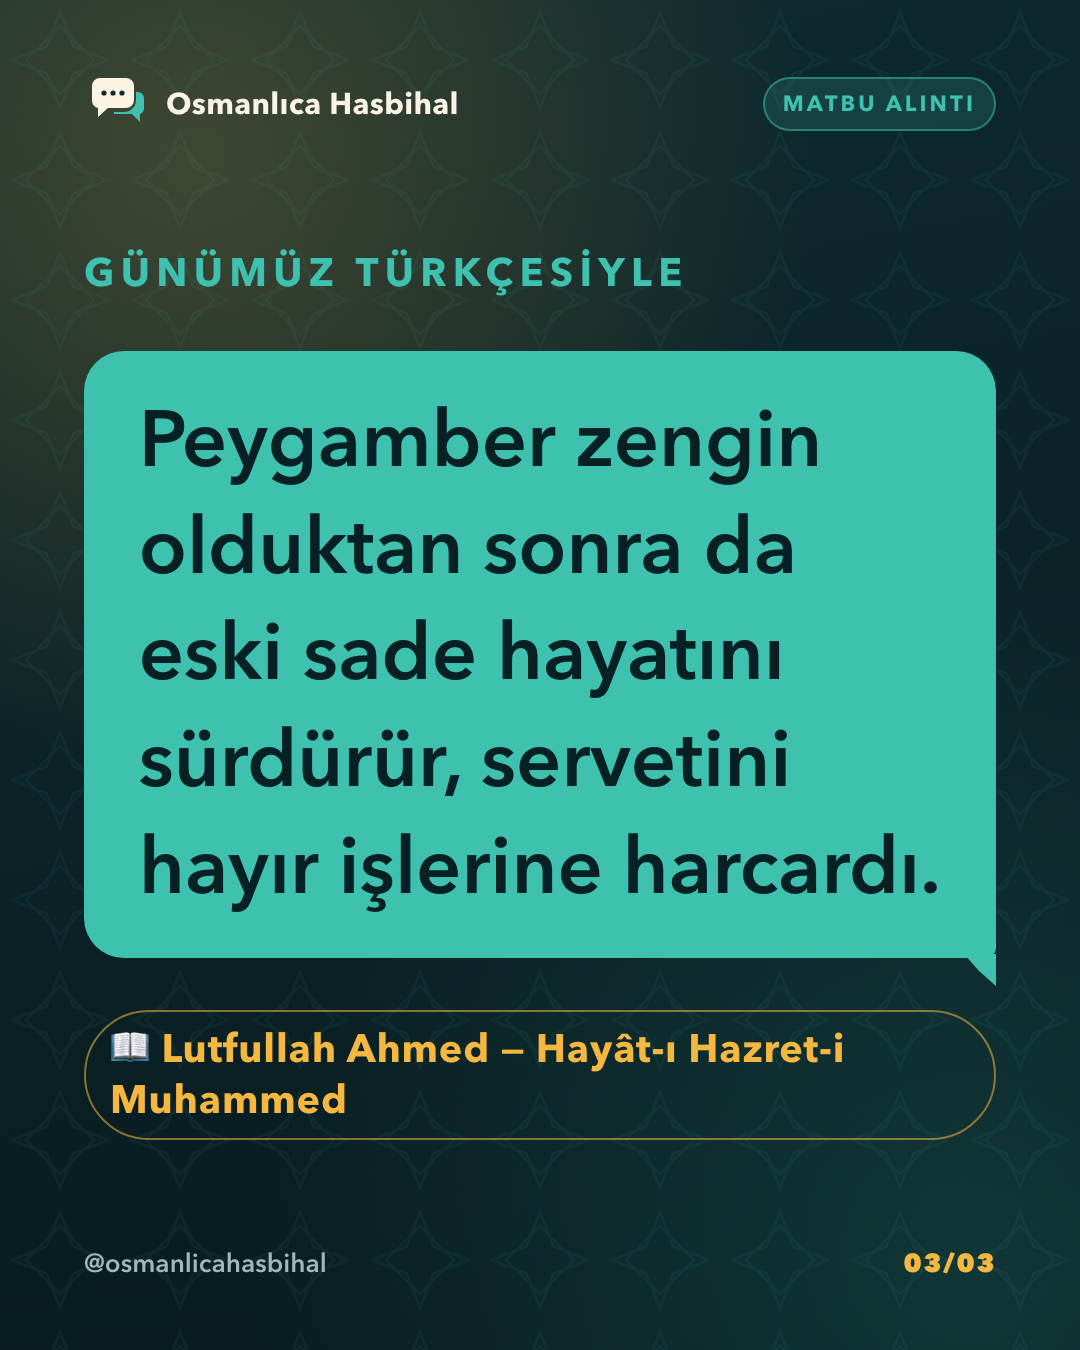 Osmanlıca Hasbihal
MATBU ALINTI
GÜNÜMÜZ TÜRKÇESİYLE
Peygamber zengin
olduktan sonra da
eski sade hayatını
sürdürür, servetini
hayır işlerine harcardı.
📖 Lutfullah Ahmed — Hayât-ı Hazret-i
Muhammed
@osmanlicahasbihal
03/03